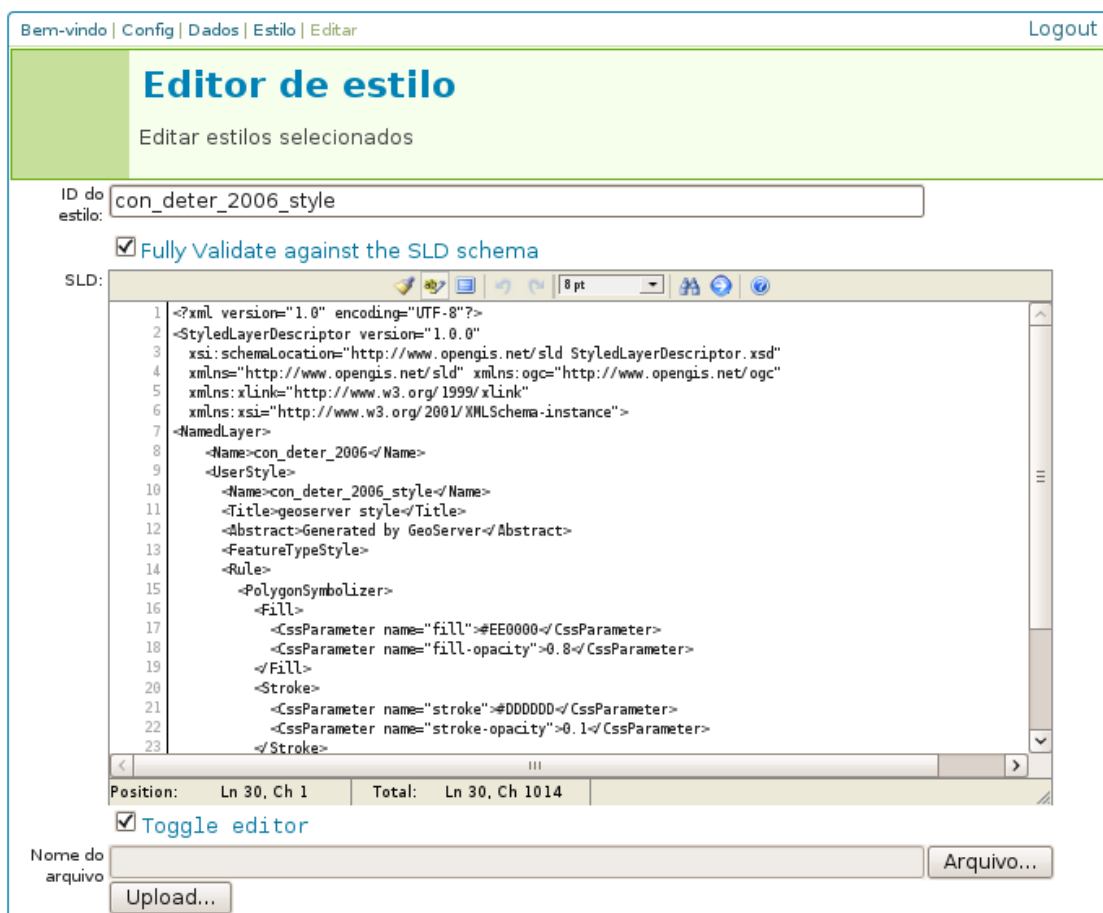 Bem-vindo | Config | Dados | Estilo | Editar
Logout
Editor de estilo
Editar estilos selecionados
ID do estilo:
con_deter_2006_style
Fully Validate against the SLD schema
SLD:
8 pt
1 <?xml version="1.0" encoding="UTF-8"?>
2 <StyledLayerDescriptor version="1.0.0"
3 xsi:schemaLocation="http://www.opengis.net/sld StyledLayerDescriptor.xsd"
4 xmlns="http://www.opengis.net/sld" xmlns:ogc="http://www.opengis.net/ogc"
5 xmlns:xlink="http://www.w3.org/1999/xlink"
6 xmlns:xsi="http://www.w3.org/2001/XMLSchema-instance">
7 <NamedLayer>
8 <Name>con_deter_2006</Name>
9 <UserStyle>
10 <Name>con_deter_2006_style</Name>
11 <Title>geoserver style</Title>
12 <Abstract>Generated by GeoServer</Abstract>
13 <FeatureTypeStyle>
14 <Rule>
15 <PolygonSymbolizer>
16 <Fill>
17 <CssParameter name="fill">#EE0000</CssParameter>
18 <CssParameter name="fill-opacity">0.8</CssParameter>
19 </Fill>
20 <Stroke>
21 <CssParameter name="stroke">#DDDDDD</CssParameter>
22 <CssParameter name="stroke-opacity">0.1</CssParameter>
23 </Stroke>
Position: Ln 30, Ch 1 Total: Ln 30, Ch 1014
Toggle editor
Nome do arquivo
Arquivo...
Upload...